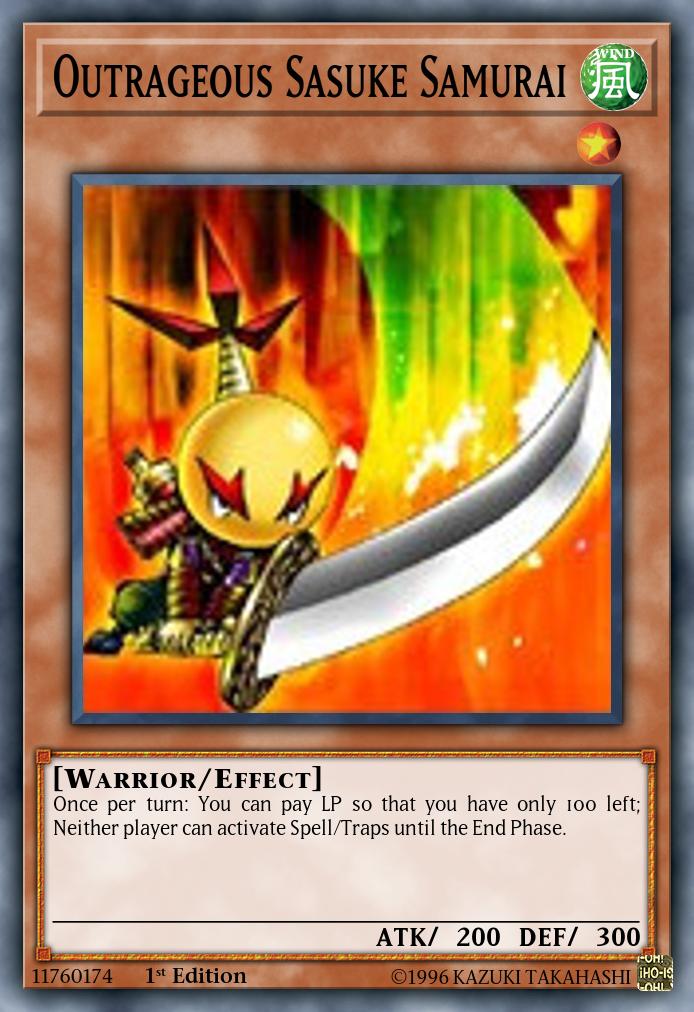 Outrageous Sasuke Samurai
WIND
風
[Warrior/Effect]
Once per turn: You can pay LP so that you have only 100 left;
Neither player can activate Spell/Traps until the End Phase.
ATK/ 200 DEF/ 300
11760174 1st Edition ©1996 KAZUKI TAKAHASHI